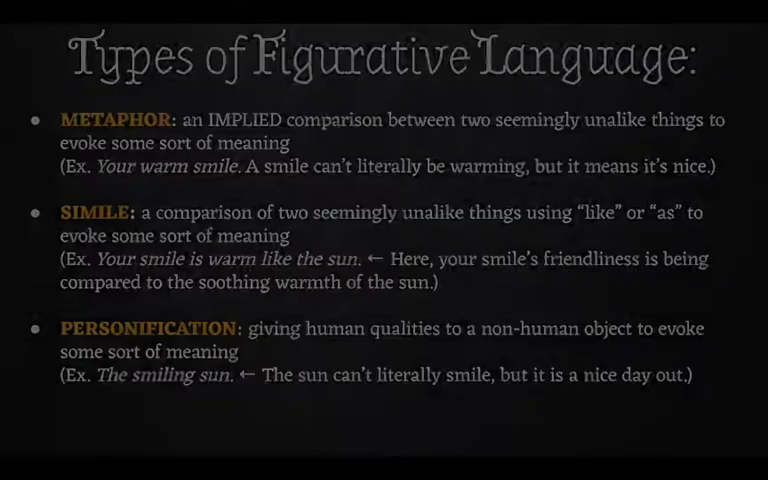 Types of Figurative Language:
● METAPHOR: an IMPLIED comparison between two seemingly unalike things to
evoke some sort of meaning
(Ex. Your warm smile. A smile can’t literally be warming, but it means it’s nice.)
● SIMILE: a comparison of two seemingly unalike things using “like” or “as” to
evoke some sort of meaning
(Ex. Your smile is warm like the sun. ← Here, your smile’s friendliness is being
compared to the soothing warmth of the sun.)
● PERSONIFICATION: giving human qualities to a non-human object to evoke
some sort of meaning
(Ex. The smiling sun. ← The sun can’t literally smile, but it is a nice day out.)